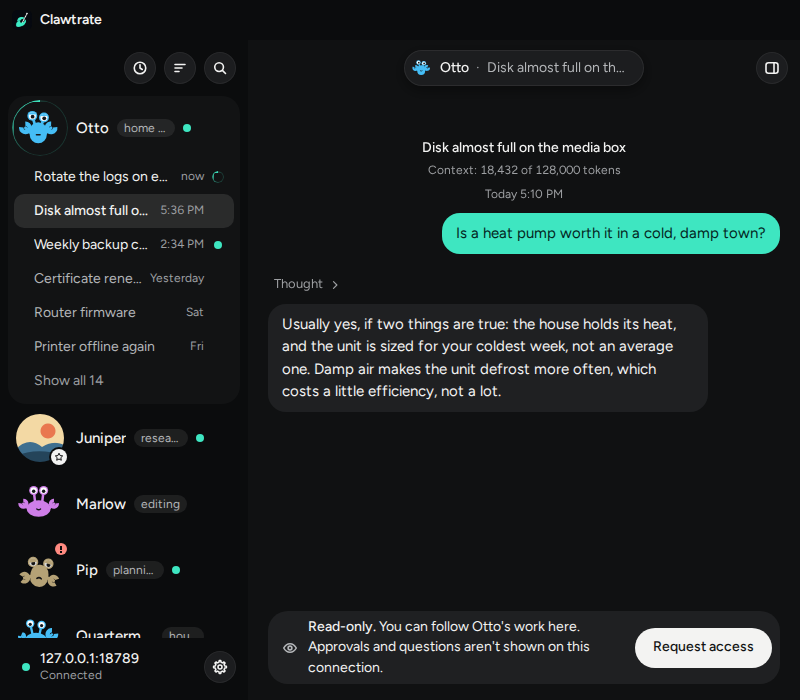 Clawtrate
Otto · Disk almost full on th...
Otto home ...
Rotate the logs on e... now
Disk almost full o... 5:36 PM
Weekly backup c... 2:34 PM
Certificate rene... Yesterday
Router firmware Sat
Printer offline again Fri
Show all 14
Juniper resea...
Marlow editing
Pip planni...
Quarterm hou
127.0.0.1:18789
Connected
Disk almost full on the media box
Context: 18,432 of 128,000 tokens
Today 5:10 PM
Is a heat pump worth it in a cold, damp town?
Thought
Usually yes, if two things are true: the house holds its heat,
and the unit is sized for your coldest week, not an average
one. Damp air makes the unit defrost more often, which
costs a little efficiency, not a lot.
Read-only. You can follow Otto's work here.
Approvals and questions aren't shown on this
connection.
Request access